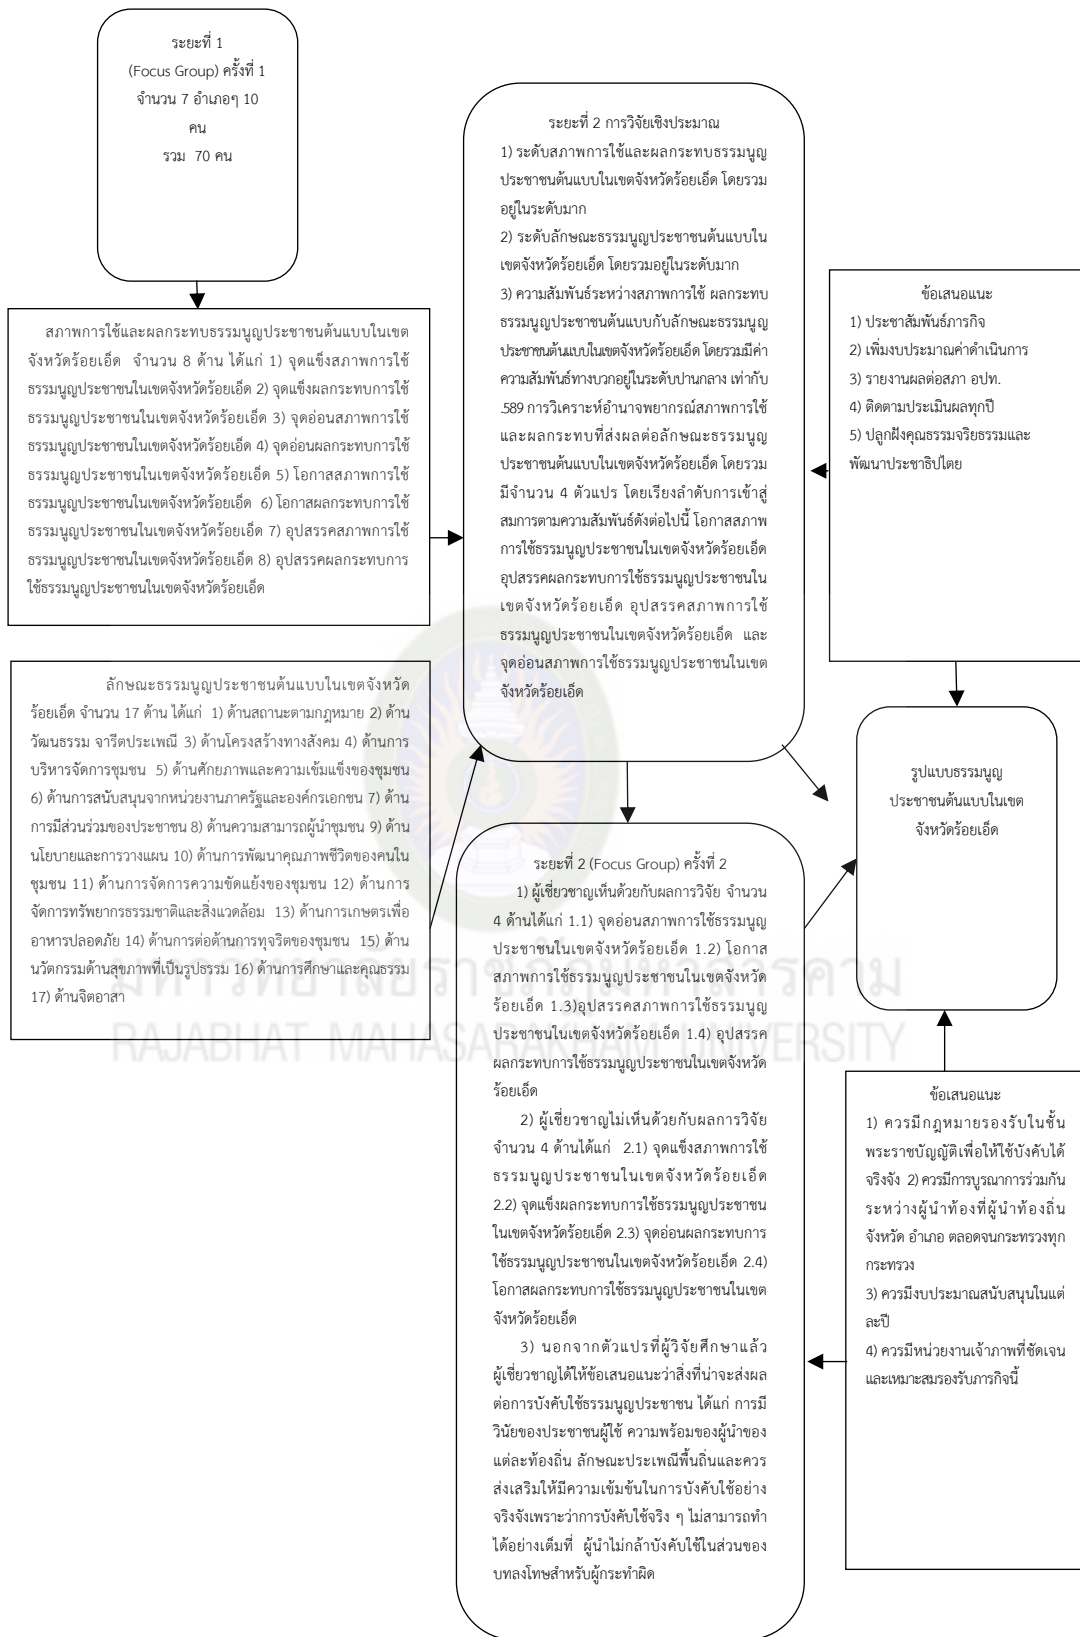 ระยะที่ 1
(Focus Group) ครั้งที่ 1
จำนวน 7 อำเภอๆ 10
คน
รวม 70 คน
สภาพการใช้และผลกระทบธรรมนูญประชาชนต้นแบบในเขต
จังหวัดร้อยเอ็ด จำนวน 8 ด้าน ได้แก่ 1) จุดแข็งสภาพการใช้
ธรรมนูญประชาชนในเขตจังหวัดร้อยเอ็ด 2) จุดแข็งผลกระทบการใช้
ธรรมนูญประชาชนในเขตจังหวัดร้อยเอ็ด 3) จุดอ่อนสภาพการใช้
ธรรมนูญประชาชนในเขตจังหวัดร้อยเอ็ด 4) จุดอ่อนผลกระทบการใช้
ธรรมนูญประชาชนในเขตจังหวัดร้อยเอ็ด 5) โอกาสสภาพการใช้
ธรรมนูญประชาชนในเขตจังหวัดร้อยเอ็ด 6) โอกาสผลกระทบการใช้
ธรรมนูญประชาชนในเขตจังหวัดร้อยเอ็ด 7) อุปสรรคสภาพการใช้
ธรรมนูญประชาชนในเขตจังหวัดร้อยเอ็ด 8) อุปสรรคผลกระทบการ
ใช้ธรรมนูญประชาชนในเขตจังหวัดร้อยเอ็ด
ลักษณะธรรมนูญประชาชนต้นแบบในเขตจังหวัด
ร้อยเอ็ด จำนวน 17 ด้าน ได้แก่ 1) ด้านสถานะตามกฎหมาย 2) ด้าน
วัฒนธรรม จารีตประเพณี 3) ด้านโครงสร้างทางสังคม 4) ด้านการ
บริหารจัดการชุมชน 5) ด้านศักยภาพและความเข้มแข็งของชุมชน
6) ด้านการสนับสนุนจากหน่วยงานภาครัฐและองค์กรเอกชน 7) ด้าน
การมีส่วนร่วมของประชาชน 8) ด้านความสามารถผู้นำชุมชน 9) ด้าน
นโยบายและการวางแผน 10) ด้านการพัฒนาคุณภาพชีวิตของคนใน
ชุมชน 11) ด้านการจัดการความขัดแย้งของชุมชน 12) ด้านการ
จัดการทรัพยากรธรรมชาติและสิ่งแวดล้อม 13) ด้านการเกษตรเพื่อ
อาหารปลอดภัย 14) ด้านการต่อต้านการทุจริตของชุมชน 15) ด้าน
นวัตกรรมด้านสุขภาพที่เป็นรูปธรรม 16) ด้านการศึกษาและคุณธรรม
17) ด้านจิตอาสา
ระยะที่ 2 การวิจัยเชิงประมาณ
1) ระดับสภาพการใช้และผลกระทบธรรมนูญ
ประชาชนต้นแบบในเขตจังหวัดร้อยเอ็ด โดยรวม
อยู่ในระดับมาก
2) ระดับลักษณะธรรมนูญประชาชนต้นแบบใน
เขตจังหวัดร้อยเอ็ด โดยรวมอยู่ในระดับมาก
3) ความสัมพันธ์ระหว่างสภาพการใช้ ผลกระทบ
ธรรมนูญประชาชนต้นแบบกับลักษณะธรรมนูญ
ประชาชนต้นแบบในเขตจังหวัดร้อยเอ็ด โดยรวมมีค่า
ความสัมพันธ์ทางบวกอยู่ในระดับปานกลาง เท่ากับ
.589 การวิเคราะห์อำนาจพยากรณ์สภาพการใช้
และผลกระทบที่ส่งผลต่อลักษณะธรรมนูญ
ประชาชนต้นแบบในเขตจังหวัดร้อยเอ็ด โดยรวม
มีจำนวน 4 ตัวแปร โดยเรียงลำดับการเข้าสู่
สมการตามความสัมพันธ์ดังต่อไปนี้ โอกาสสภาพ
การใช้ธรรมนูญประชาชนในเขตจังหวัดร้อยเอ็ด
อุปสรรคผลกระทบการใช้ธรรมนูญประชาชนใน
เขตจังหวัดร้อยเอ็ด อุปสรรคสภาพการใช้
ธรรมนูญประชาชนในเขตจังหวัดร้อยเอ็ด และ
จุดอ่อนสภาพการใช้ธรรมนูญประชาชนในเขต
จังหวัดร้อยเอ็ด
ระยะที่ 2 (Focus Group) ครั้งที่ 2
1) ผู้เชี่ยวชาญเห็นด้วยกับผลการวิจัย จำนวน
4 ด้านได้แก่ 1.1) จุดอ่อนสภาพการใช้ธรรมนูญ
ประชาชนในเขตจังหวัดร้อยเอ็ด 1.2) โอกาส
สภาพการใช้ธรรมนูญประชาชนในเขตจังหวัด
ร้อยเอ็ด 1.3)อุปสรรคสภาพการใช้ธรรมนูญ
ประชาชนในเขตจังหวัดร้อยเอ็ด 1.4) อุปสรรค
ผลกระทบการใช้ธรรมนูญประชาชนในเขตจังหวัด
ร้อยเอ็ด
2) ผู้เชี่ยวชาญไม่เห็นด้วยกับผลการวิจัย
จำนวน 4 ด้านได้แก่ 2.1) จุดแข็งสภาพการใช้
ธรรมนูญประชาชนในเขตจังหวัดร้อยเอ็ด
2.2) จุดแข็งผลกระทบการใช้ธรรมนูญประชาชน
ในเขตจังหวัดร้อยเอ็ด 2.3) จุดอ่อนผลกระทบการ
ใช้ธรรมนูญประชาชนในเขตจังหวัดร้อยเอ็ด 2.4)
โอกาสผลกระทบการใช้ธรรมนูญประชาชนในเขต
จังหวัดร้อยเอ็ด
3) นอกจากตัวแปรที่ผู้วิจัยศึกษาแล้ว
ผู้เชี่ยวชาญได้ให้ข้อเสนอแนะว่าสิ่งที่น่าจะส่งผล
ต่อการบังคับใช้ธรรมนูญประชาชน ได้แก่ การมี
วินัยของประชาชนผู้ใช้ ความพร้อมของผู้นำของ
แต่ละท้องถิ่น ลักษณะประเพณีพื้นถิ่นและควร
ส่งเสริมให้มีความเข้มข้นในการบังคับใช้อย่าง
จริงจังเพราะว่าการบังคับใช้จริง ๆ ไม่สามารถทำ
ได้อย่างเต็มที่ ผู้นำไม่กล้าบังคับใช้ในส่วนของ
บทลงโทษสำหรับผู้กระทำผิด
ข้อเสนอแนะ
1) ประชาสัมพันธ์ภารกิจ
2) เพิ่มงบประมาณค่าดำเนินการ
3) รายงานผลต่อสภา อปท.
4) ติดตามประเมินผลทุกปี
5) ปลูกฝังคุณธรรมจริยธรรมและ
พัฒนาประชาธิปไตย
รูปแบบธรรมนูญ
ประชาชนต้นแบบในเขต
จังหวัดร้อยเอ็ด
ข้อเสนอแนะ
1) ควรมีกฎหมายรองรับในชั้น
พระราชบัญญัติเพื่อให้ใช้บังคับได้
จริงจัง 2) ควรมีการบูรณาการร่วมกัน
ระหว่างผู้นำท้องที่ผู้นำท้องถิ่น
จังหวัด อำเภอ ตลอดจนกระทรวงทุก
กระทรวง
3) ควรมีงบประมาณสนับสนุนในแต่
ละปี
4) ควรมีหน่วยงานเจ้าภาพที่ชัดเจน
และเหมาะสมรองรับภารกิจนี้
มหาวิทยาลัยราชภัฏมหาสารคาม
RAJABHAT MAHASARAKHAM UNIVERSITY